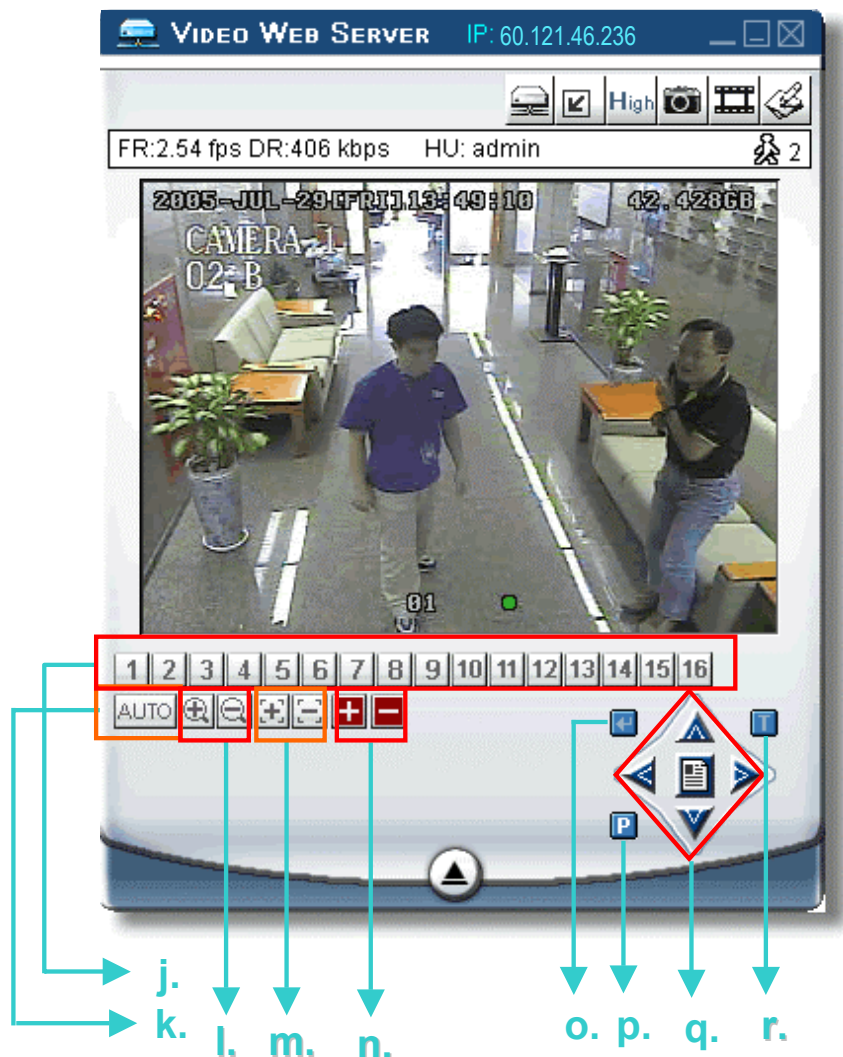 VIDEO WEB SERVER IP: 60.121.46.236
High
FR:2.54 fps DR:406 kbps HU: admin 2
2005-JUL-29[FRI]13:49:10 42.428GB
CAMERA 1
02 B
01
1 2 3 4 5 6 7 8 9 10 11 12 13 14 15 16
AUTO
T
P
j.
k. l. m. n. o. p. q. r.